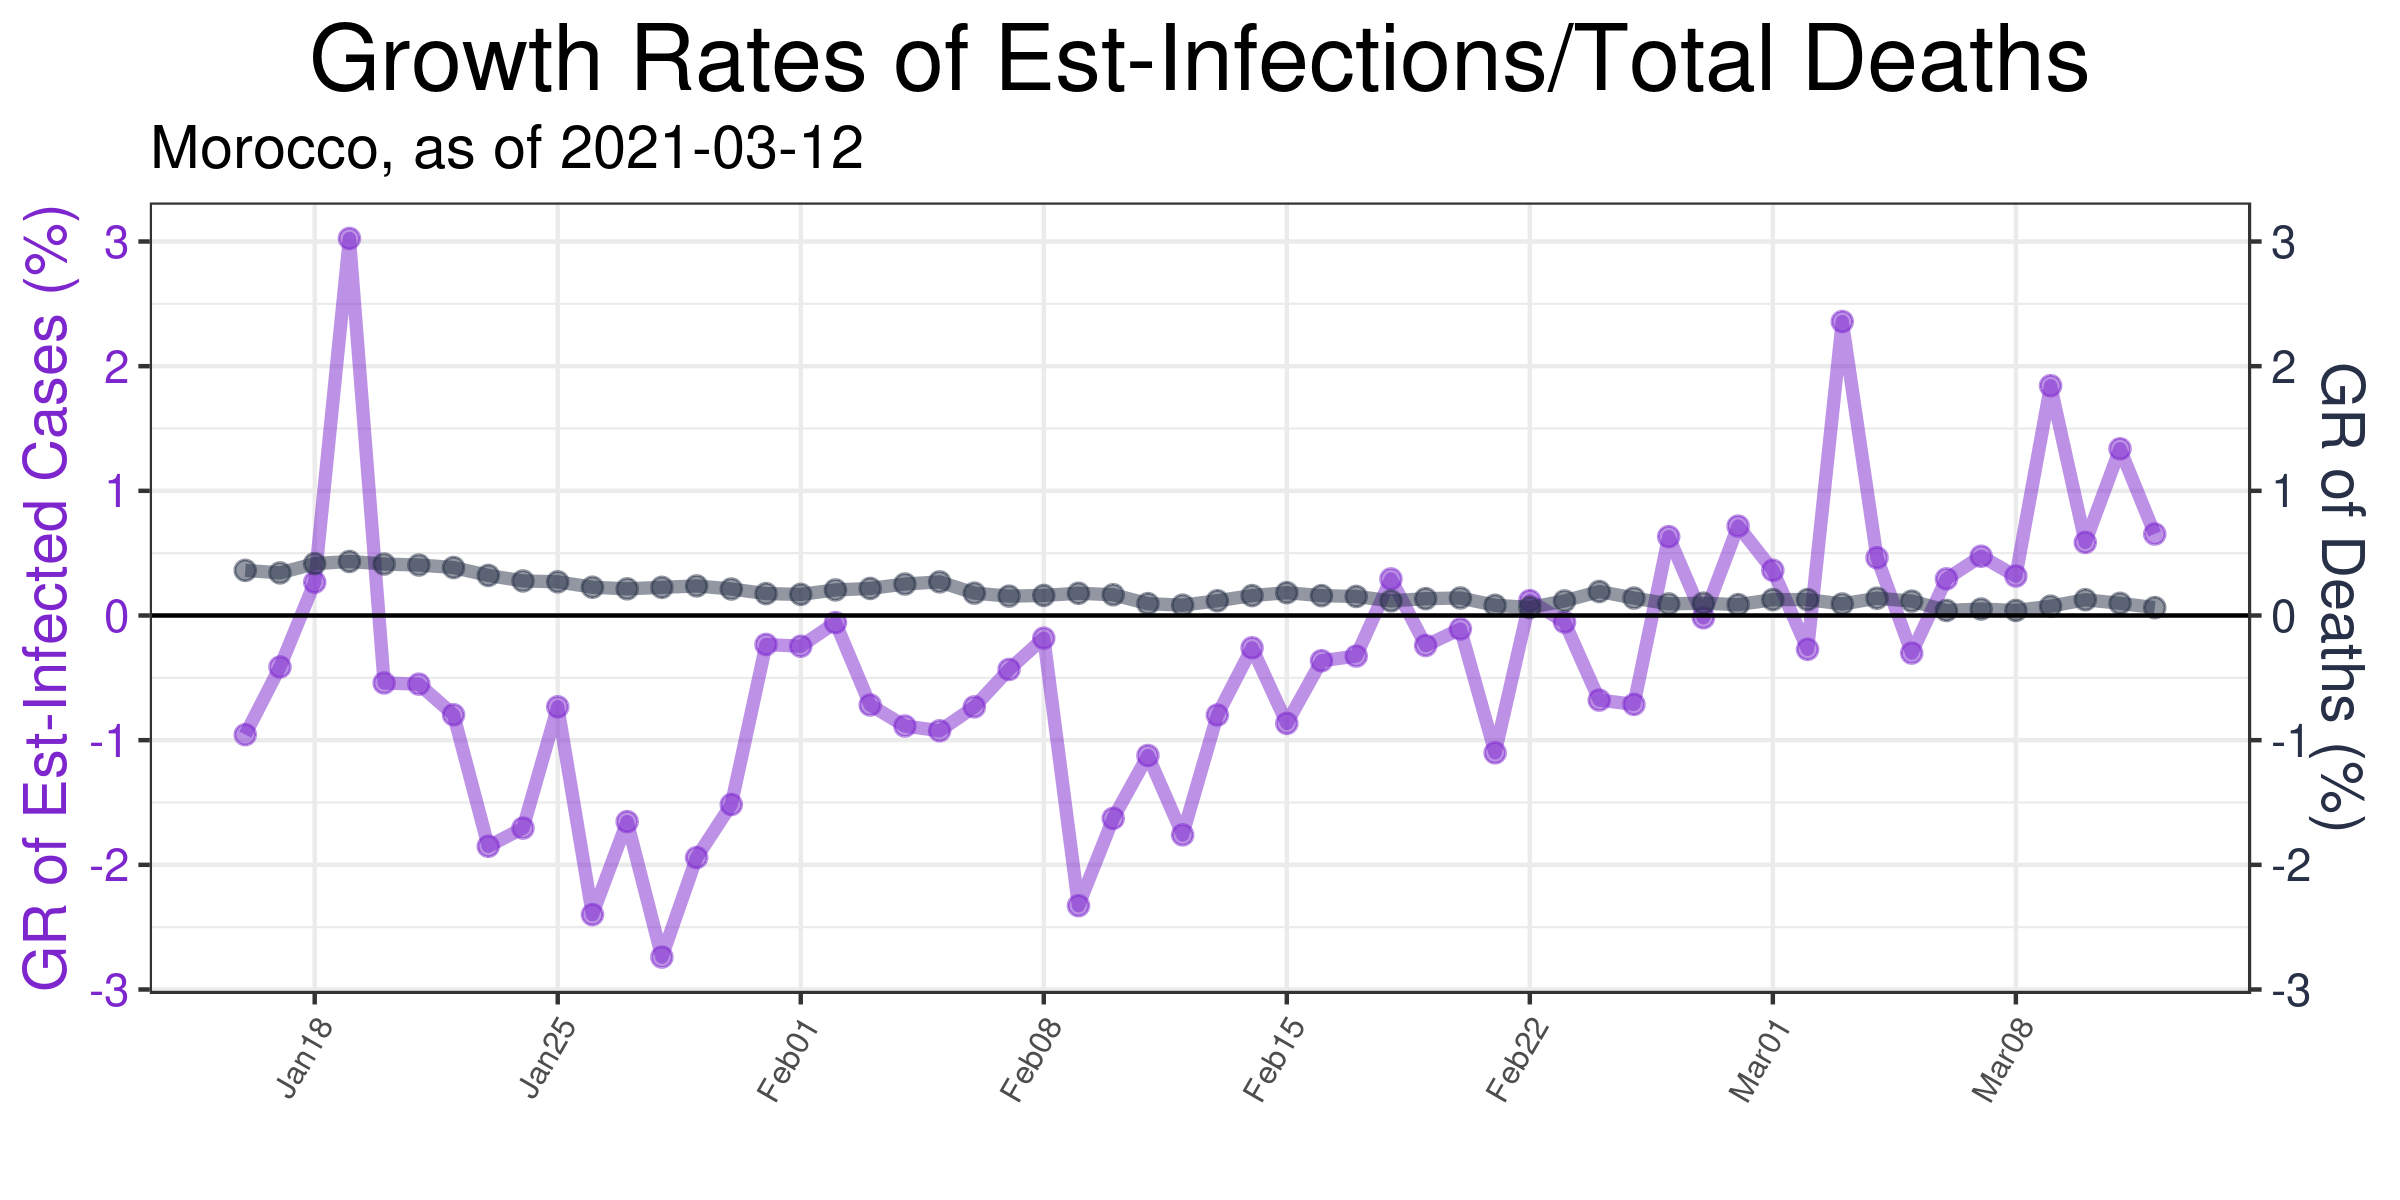 Growth Rates of Est-Infections/Total Deaths
Morocco, as of 2021-03-12
GR of Est-Infected Cases (%)
3
2
1
0
-1
-2
-3
3
2
1
0
-1
-2
-3
GR of Deaths (%)
Jan18
Jan25
Feb01
Feb08
Feb15
Feb22
Mar01
Mar08